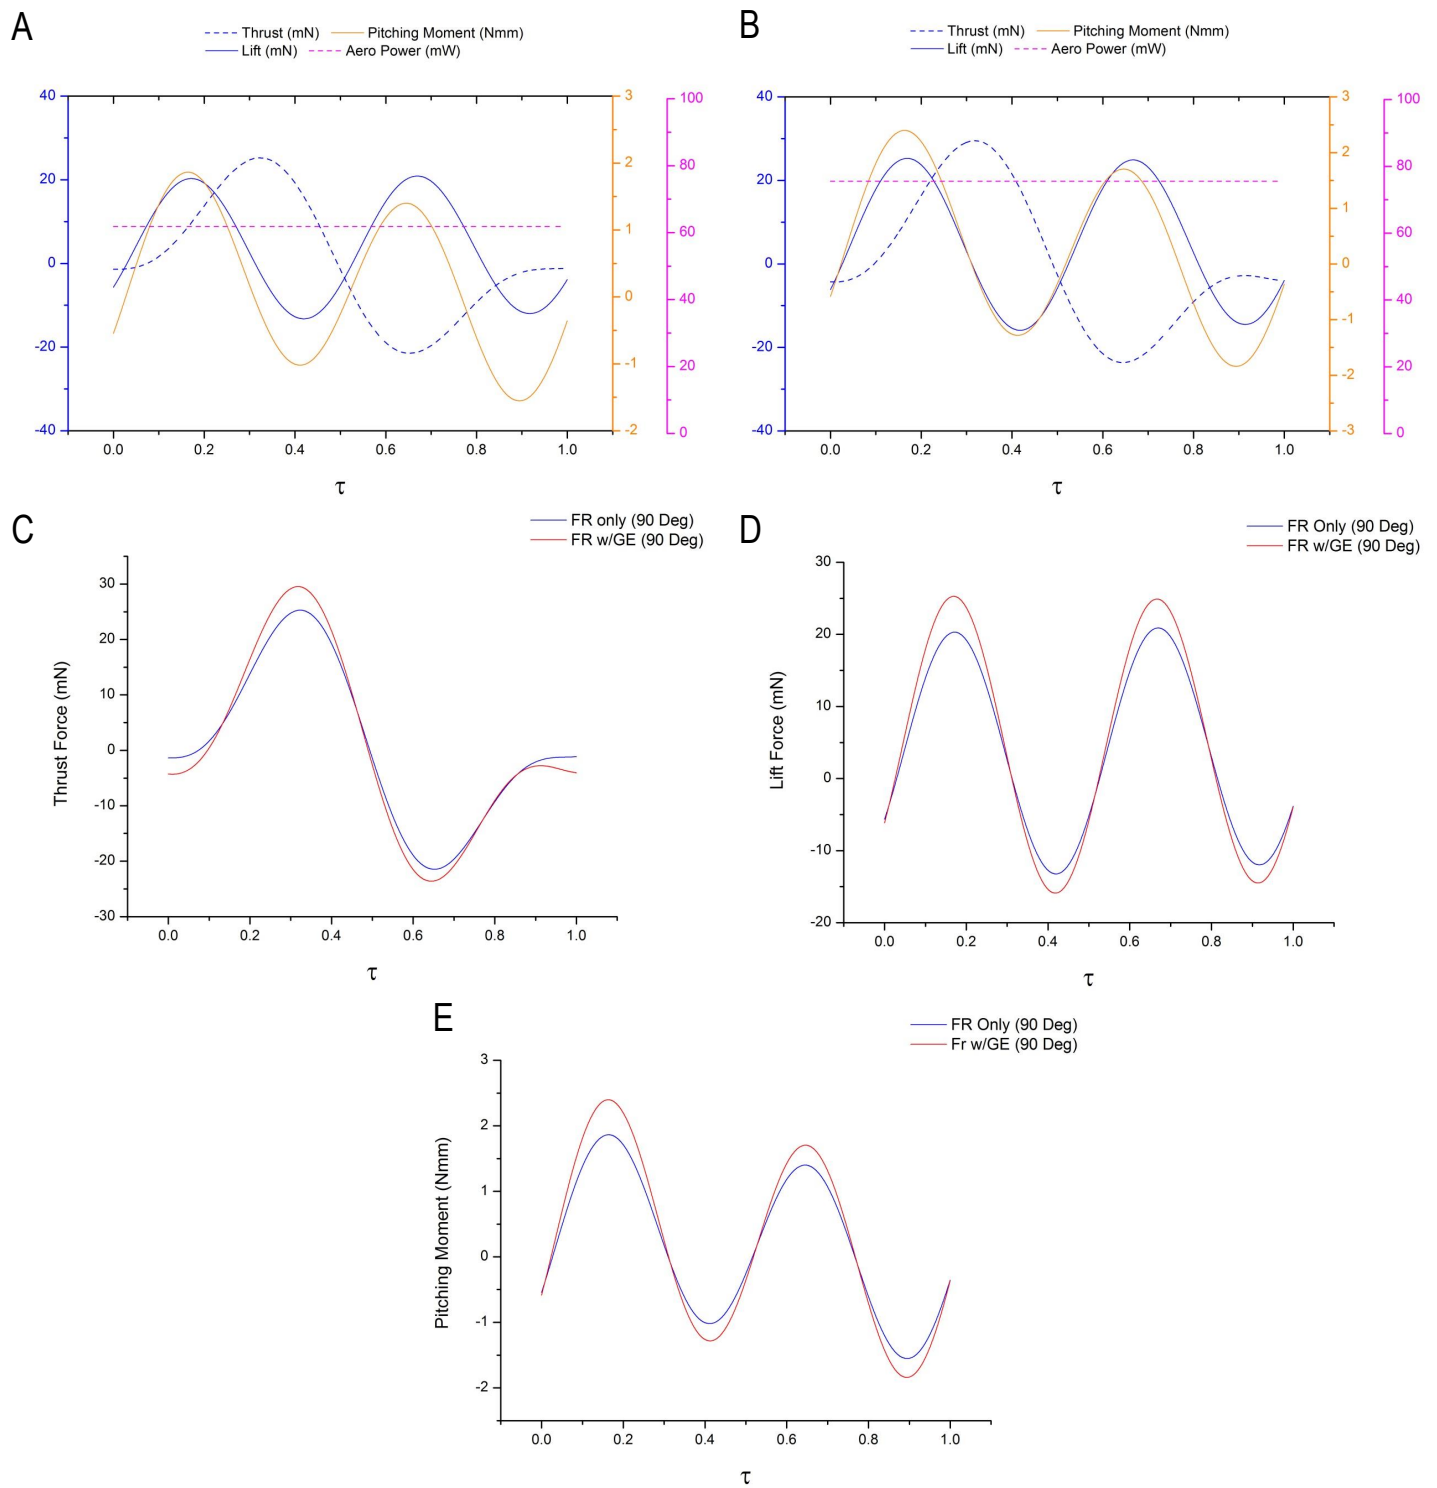 A
Thrust (mN) Pitching Moment (Nmm)
Lift (mN) Aero Power (mW)
40
20
0
-20
-40
3
2
1
0
-1
-2
100
80
60
40
20
0
0.0 0.2 0.4 0.6 0.8 1.0
τ
B
Thrust (mN) Pitching Moment (Nmm)
Lift (mN) Aero Power (mW)
40
20
0
-20
-40
3
2
1
0
-1
-2
-3
100
80
60
40
20
0
0.0 0.2 0.4 0.6 0.8 1.0
τ
C
FR only (90 Deg)
FR w/GE (90 Deg)
Thrust Force (mN)
30
20
10
0
-10
-20
-30
0.0 0.2 0.4 0.6 0.8 1.0
τ
D
FR Only (90 Deg)
FR w/GE (90 Deg)
Lift Force (mN)
30
20
10
0
-10
-20
0.0 0.2 0.4 0.6 0.8 1.0
τ
E
FR Only (90 Deg)
Fr w/GE (90 Deg)
Pitching Moment (Nmm)
3
2
1
0
-1
-2
0.0 0.2 0.4 0.6 0.8 1.0
τ